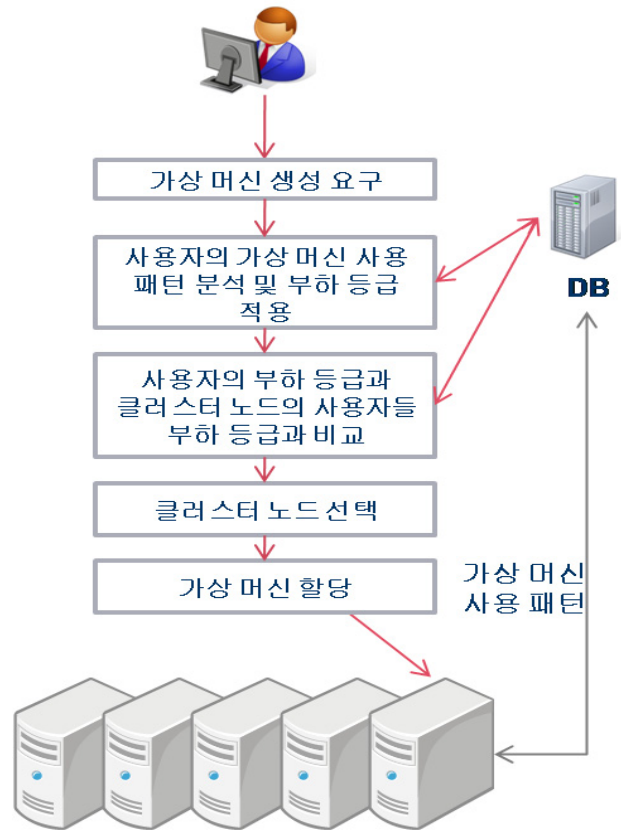 가상 머신 생성 요구
사용자의 가상 머신 사용
패턴 분석 및 부하 등급
적용
DB
사용자의 부하 등급과
클러스터 노드의 사용자들
부하 등급과 비교
클러스터 노드 선택
가상 머신 할당
가상 머신
사용 패턴